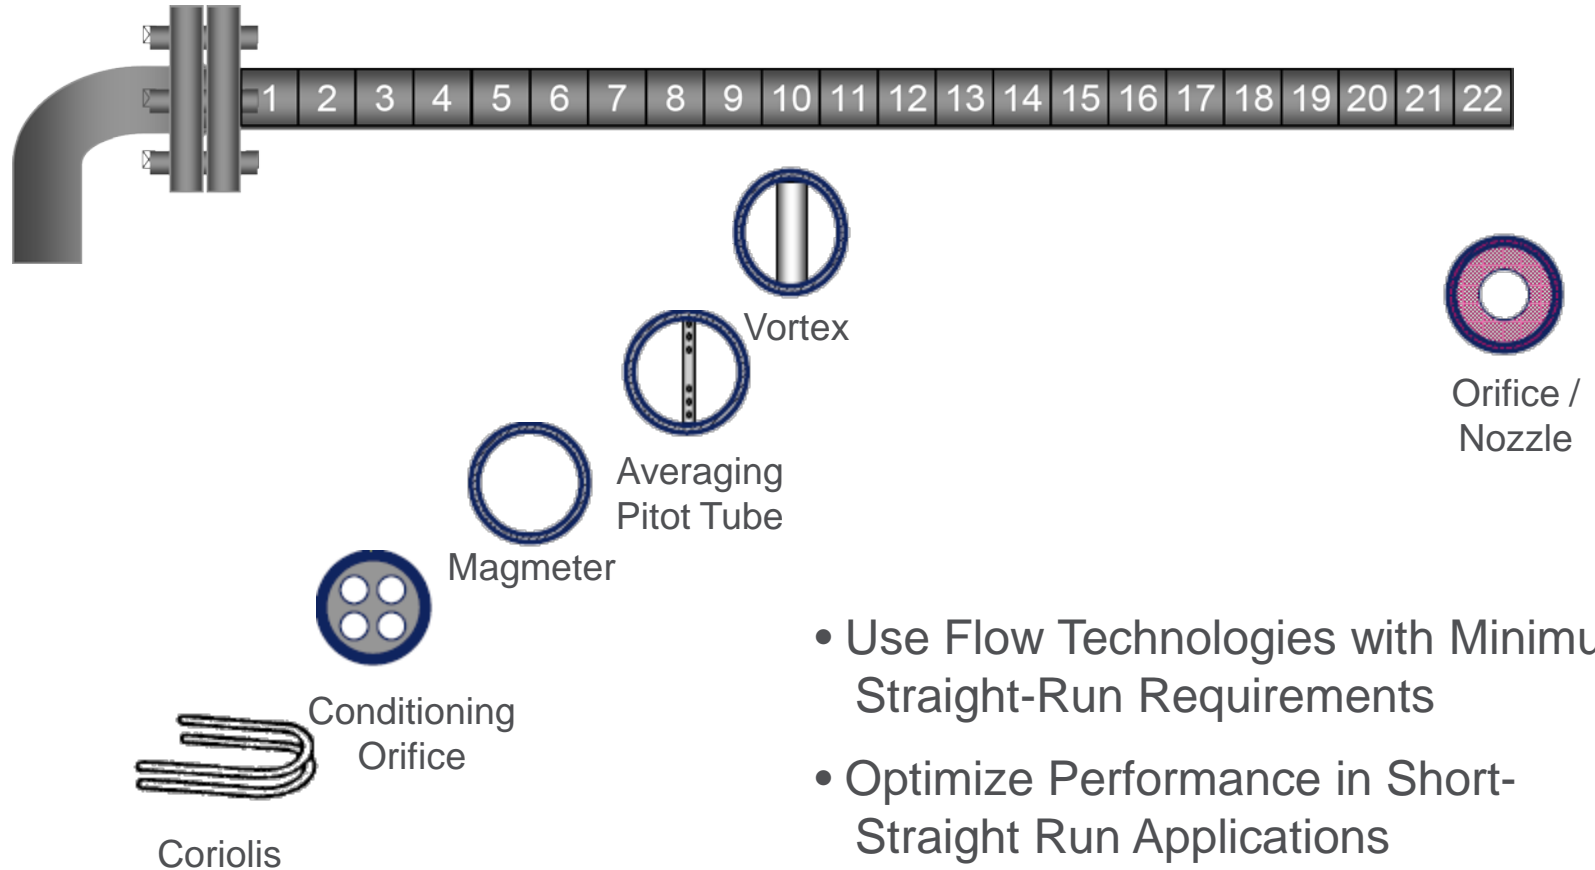 1 2 3 4 5 6 7 8 9 10 11 12 13 14 15 16 17 18 19 20 21 22
Vortex
Orifice /
Nozzle
Averaging
Pitot Tube
Magmeter
Conditioning
Orifice
Coriolis
• Use Flow Technologies with Minimu
Straight-Run Requirements
• Optimize Performance in Short-
Straight Run Applications